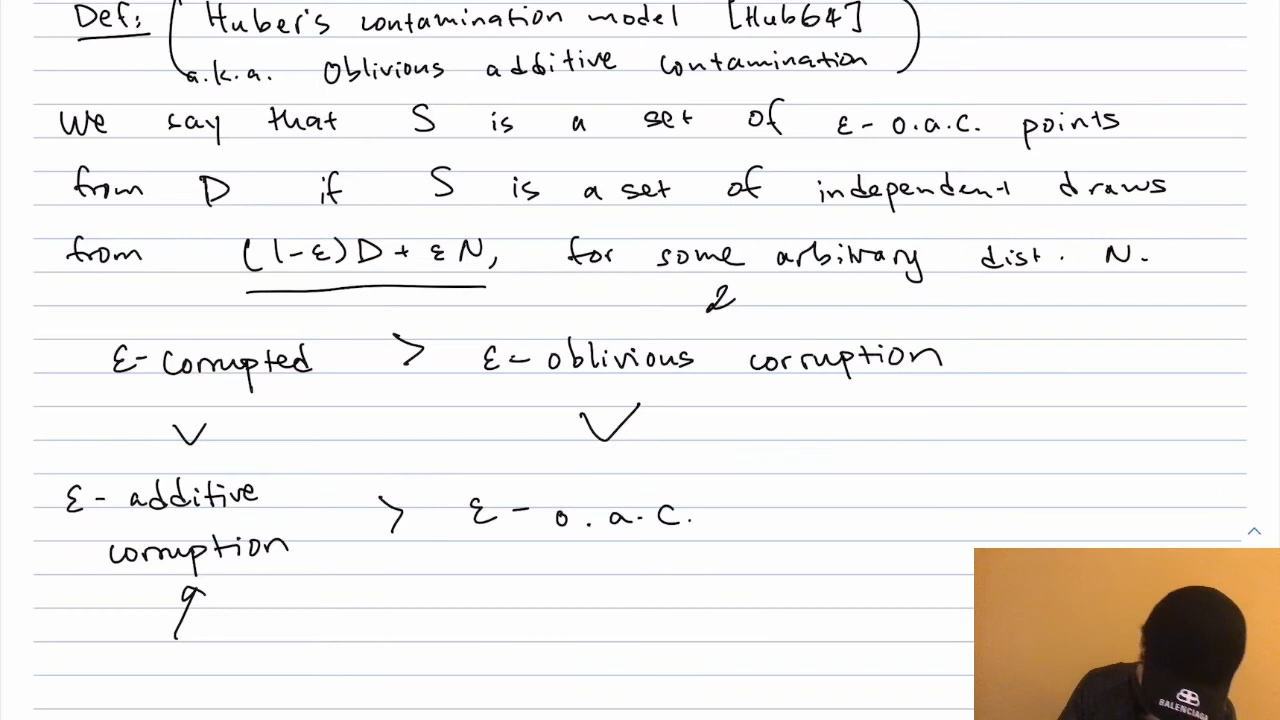 Def: (Huber's contamination model [Hub64]
a.k.a. Oblivious additive contamination)
We say that S is a set of ε-o.a.c. points
from D if S is a set of independent draws
from (1-ε)D + εN, for some arbitrary dist. N.
2
ε-corrupted > ε-oblivious corruption
∨ ∨
ε-additive > ε-o.a.c.
corruption
BALENCIAGA